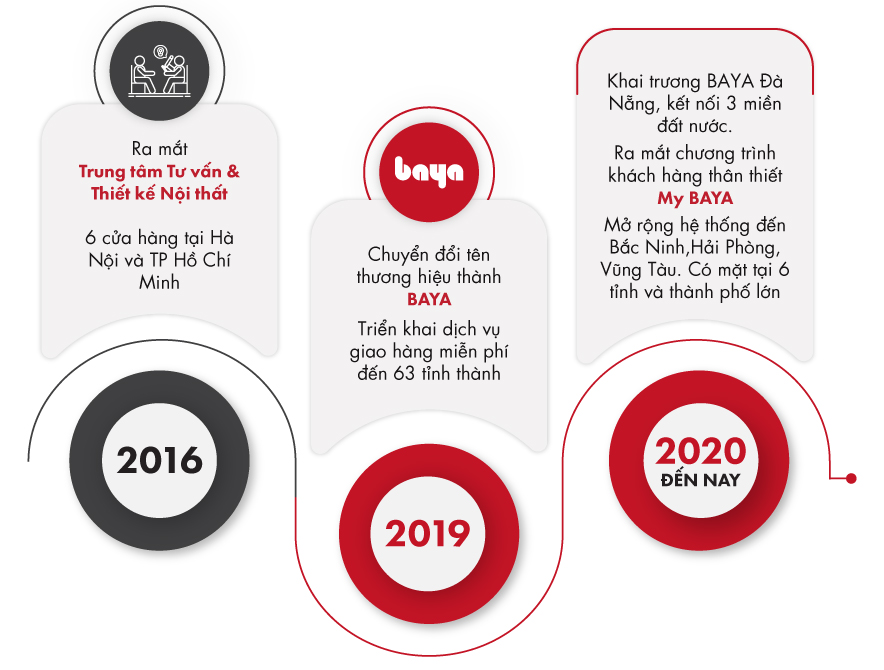 Ra mắt
Trung tâm Tư vấn &
Thiết kế Nội thất
6 cửa hàng tại Hà
Nội và TP Hồ Chí
Minh
2016
baya
Chuyển đổi tên
thương hiệu thành
BAYA
Triển khai dịch vụ
giao hàng miễn phí
đến 63 tỉnh thành
2019
Khai trương BAYA Đà
Nẵng, kết nối 3 miền
đất nước.
Ra mắt chương trình
khách hàng thân thiết
My BAYA
Mở rộng hệ thống đến
Bắc Ninh,Hải Phòng,
Vũng Tàu. Có mặt tại 6
tỉnh và thành phố lớn
2020
ĐẾN NAY